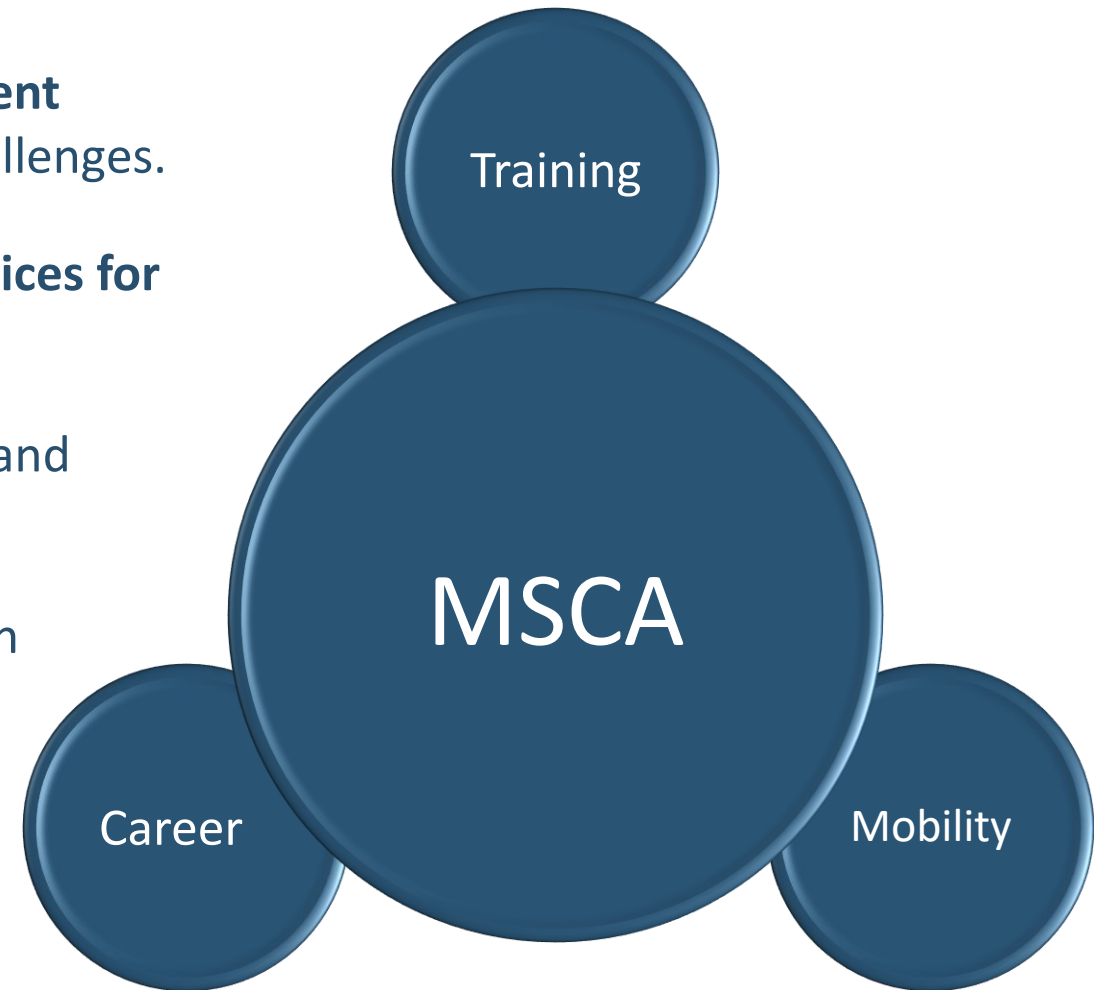 ent
llenges.
ices for
and
n
Training
MSCA
Career
Mobility